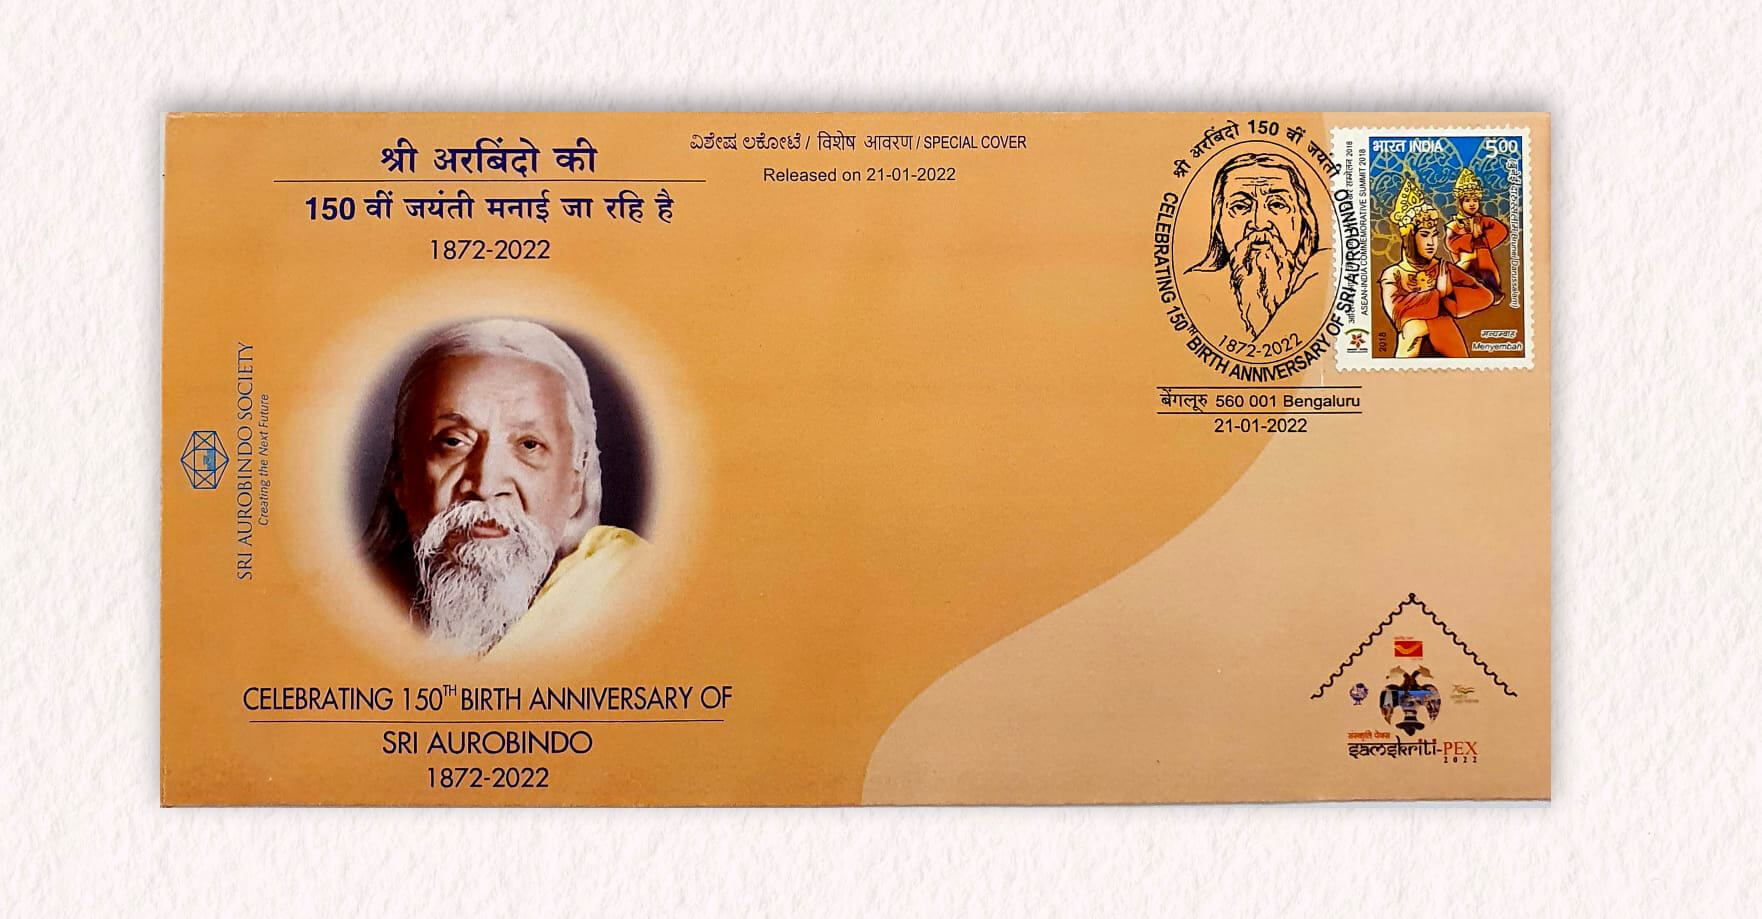 श्री अरबिंदो की
150 वीं जयंती मनाई जा रहि है
1872-2022
ವಿಶೇಷ ಲಕೋಟೆ / विशेष आवरण / SPECIAL COVER
Released on 21-01-2022
श्री अरबिंदो 150 वीं जयंती
CELEBRATING 150TH BIRTH ANNIVERSARY OF SRI AUROBINDO
1872-2022
बेंगलूरु 560 001 Bengaluru
21-01-2022
भारत INDIA
500
ASEAN-INDIA COMMEMORATIVE SUMMIT 2018
(Brunei Darussalam)
Menyembah
2018
SRI AUROBINDO SOCIETY
Creating the Next Future
CELEBRATING 150TH BIRTH ANNIVERSARY OF
SRI AUROBINDO
1872-2022
संस्कृति पेक्स
samskriti-PEX
2022